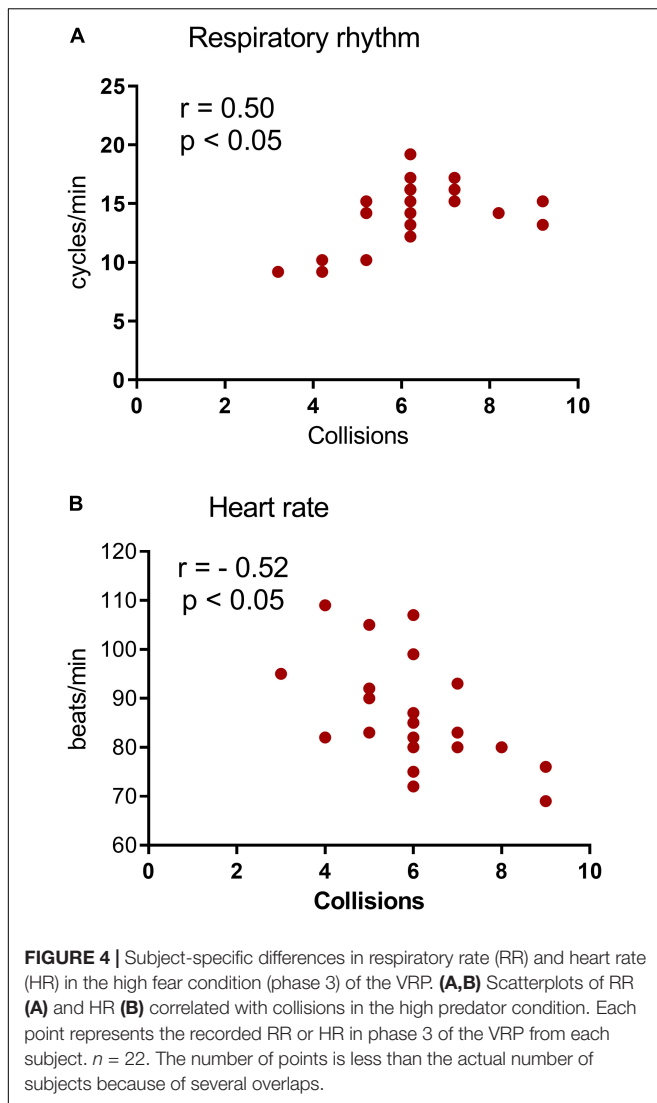 A
Respiratory rhythm
r = 0.50
p < 0.05
25
20
15
10
5
0
cycles/min
0 2 4 6 8 10
Collisions
B
Heart rate
r = - 0.52
p < 0.05
120
110
100
90
80
70
60
beats/min
0 2 4 6 8 10
Collisions
FIGURE 4 | Subject-specific differences in respiratory rate (RR) and heart rate
(HR) in the high fear condition (phase 3) of the VRP. (A,B) Scatterplots of RR
(A) and HR (B) correlated with collisions in the high predator condition. Each
point represents the recorded RR or HR in phase 3 of the VRP from each
subject. n = 22. The number of points is less than the actual number of
subjects because of several overlaps.